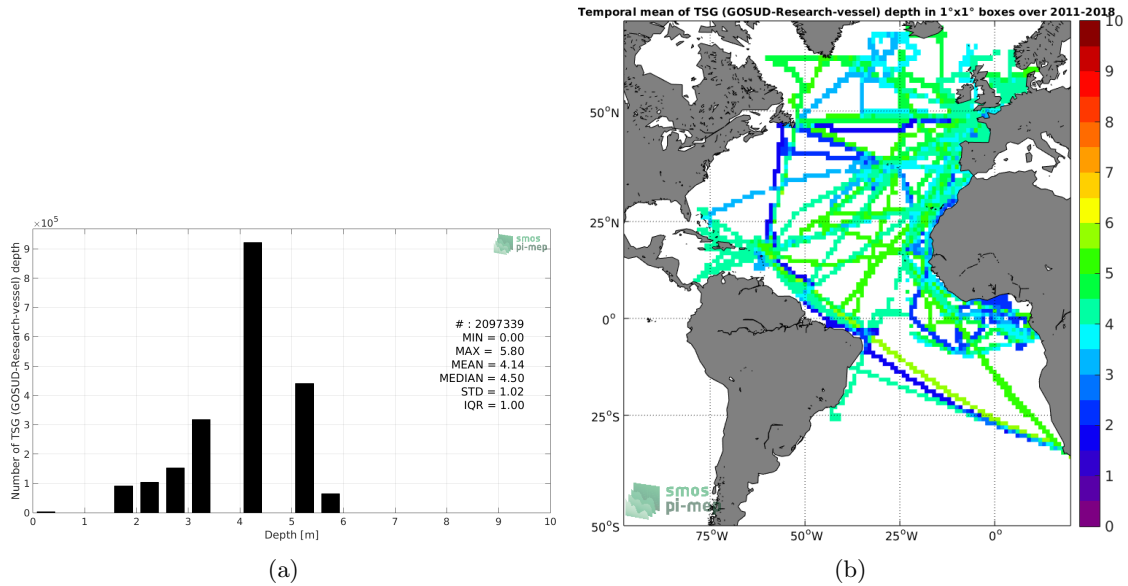 ×10⁵
9
8
7
6
5
4
3
2
1
0
Number of TSG (GOSUD-Research-vessel) depth
smos
pi-mep
# : 2097339
MIN = 0.00
MAX = 5.80
MEAN = 4.14
MEDIAN = 4.50
STD = 1.02
IQR = 1.00
0 1 2 3 4 5 6 7 8 9 10
Depth [m]
(a)
Temporal mean of TSG (GOSUD-Research-vessel) depth in 1°x1° boxes over 2011-2018
50°N
25°N
0°
25°S
50°S
75°W 50°W 25°W 0°
smos
pi-mep
10
9
8
7
6
5
4
3
2
1
0
(b)